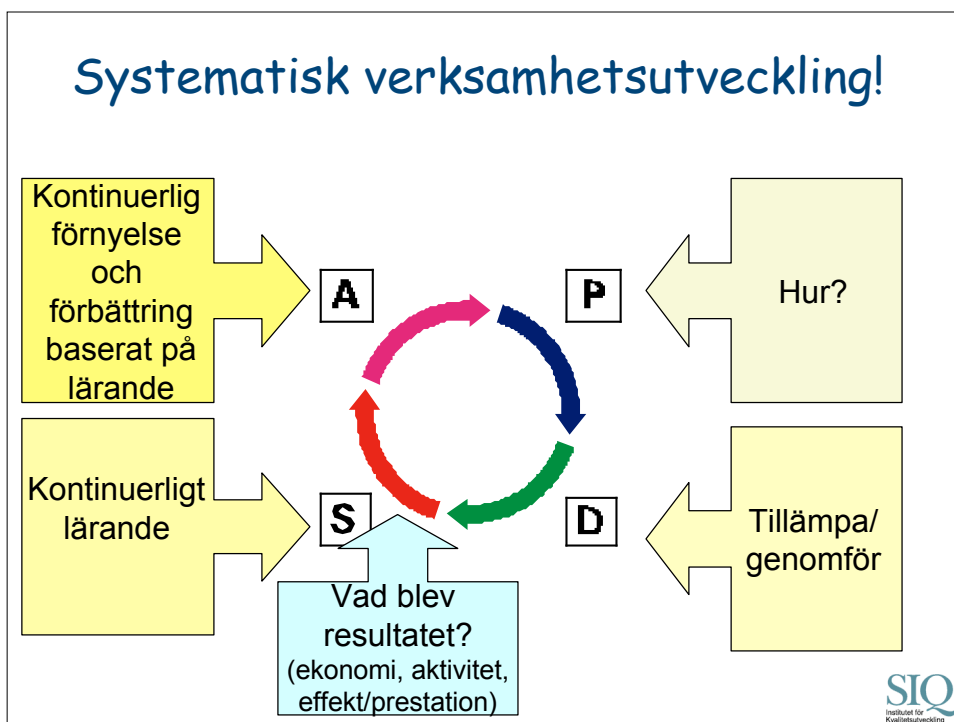 Systematisk verksamhetsutveckling!
Kontinuerlig
förnyelse
och
förbättring
baserat på
lärande
A
P
Hur?
Kontinuerligt
lärande
S
D
Tillämpa/
genomför
Vad blev
resultatet?
(ekonomi, aktivitet,
effekt/prestation)
SIQ
Institutet för
Kvalitetsutveckling